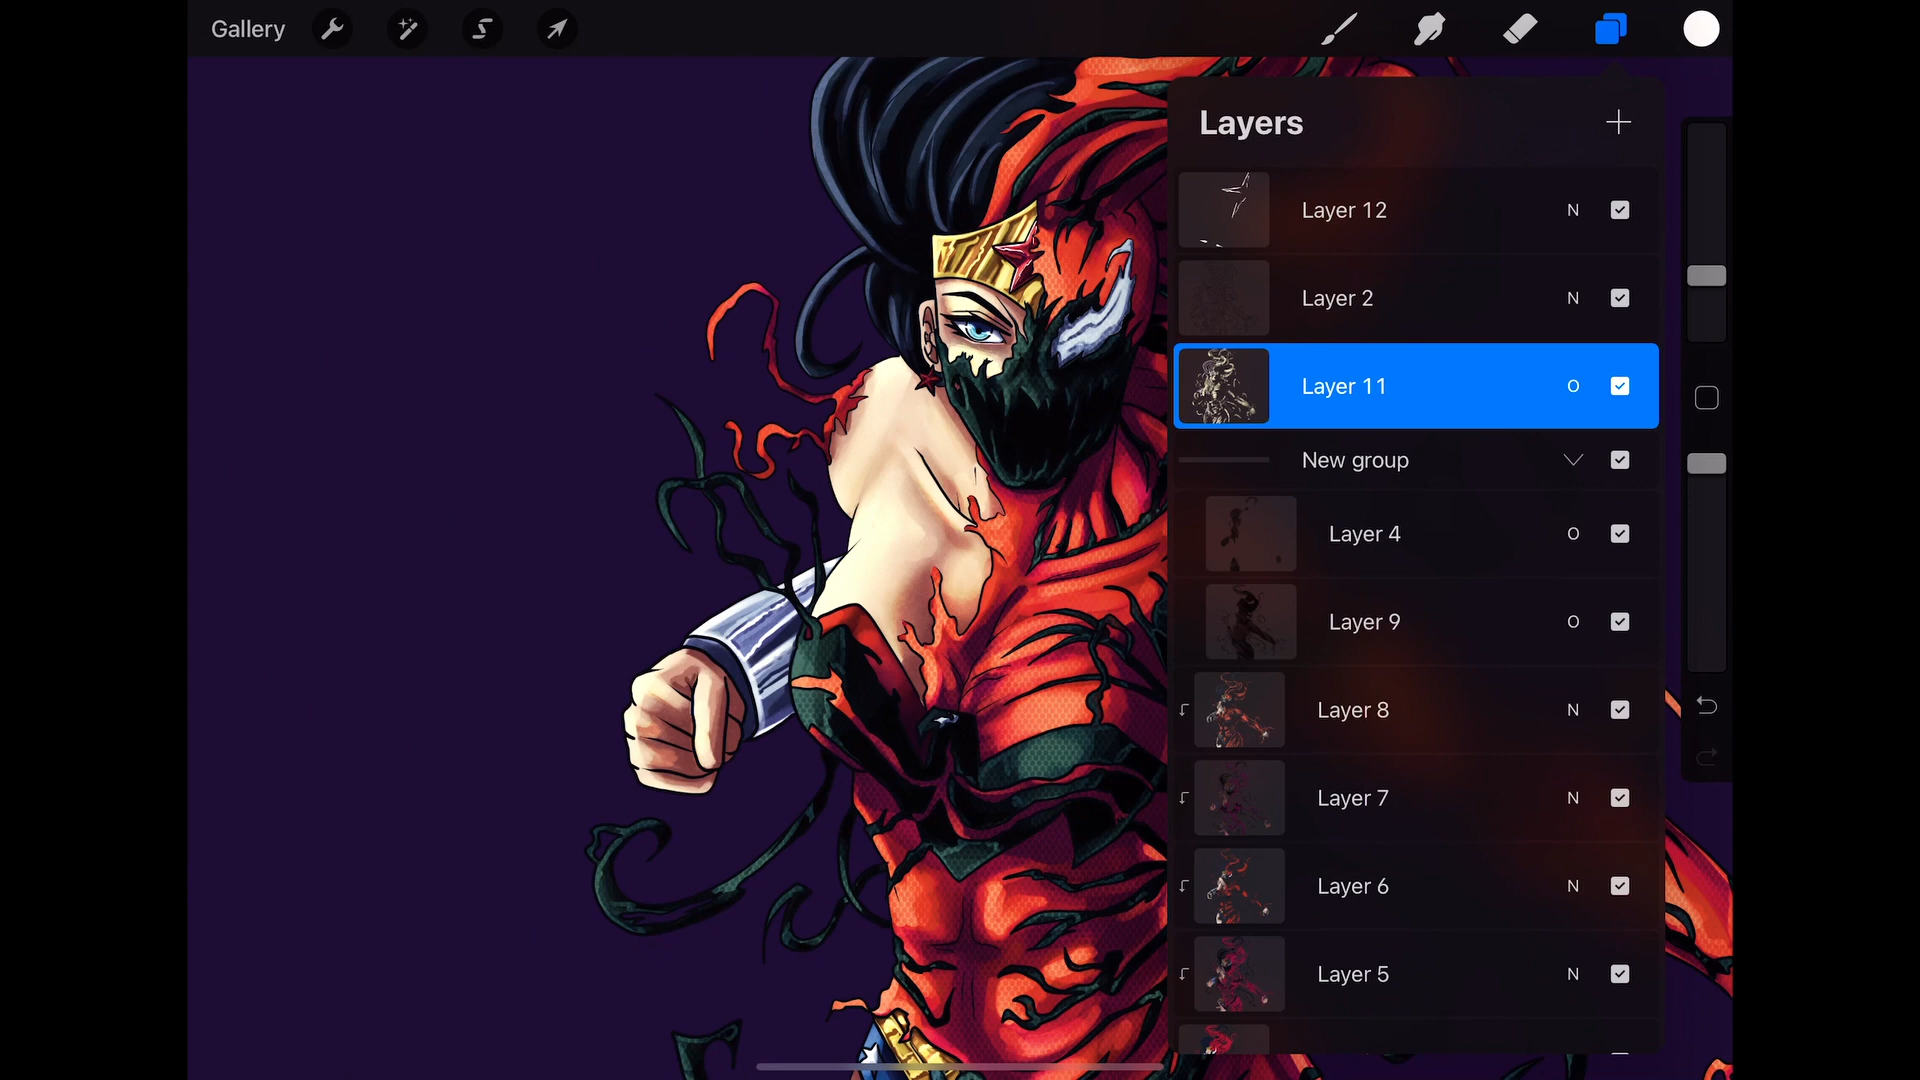 Gallery
Layers
Layer 12 N
Layer 2 N
Layer 11 O
New group
Layer 4 O
Layer 9 O
Layer 8 N
Layer 7 N
Layer 6 N
Layer 5 N